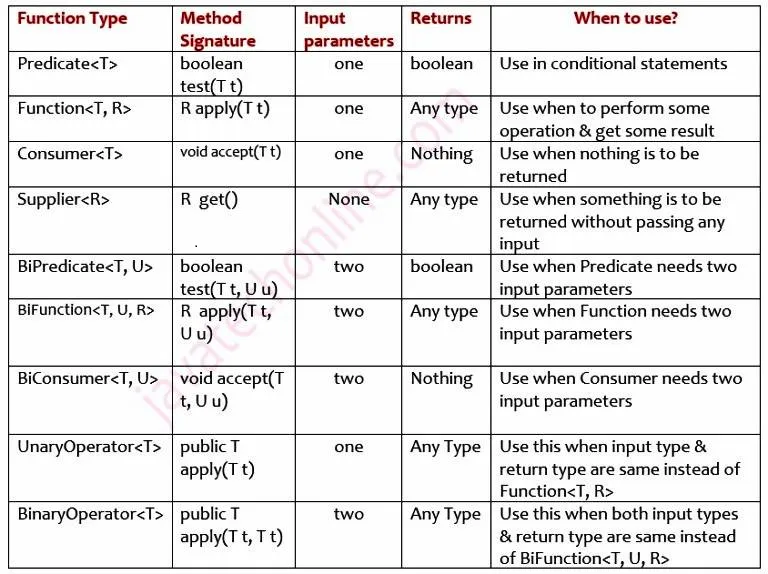 Function Type Method Signature Input parameters Returns When to use?
Predicate<T> boolean test(T t) one boolean Use in conditional statements
Function<T, R> R apply(T t) one Any type Use when to perform some operation & get some result
Consumer<T> void accept(T t) one Nothing Use when nothing is to be returned
Supplier<R> R get() . None Any type Use when something is to be returned without passing any input
BiPredicate<T, U> boolean test(T t, U u) two boolean Use when Predicate needs two input parameters
BiFunction<T, U, R> R apply(T t, U u) two Any type Use when Function needs two input parameters
BiConsumer<T, U> void accept(T t, U u) two Nothing Use when Consumer needs two input parameters
UnaryOperator<T> public T apply(T t) one Any Type Use this when input type & return type are same instead of Function<T, R>
BinaryOperator<T> public T apply(T t, T t) two Any Type Use this when both input types & return type are same instead of BiFunction<T, U, R>
javatechonline.com